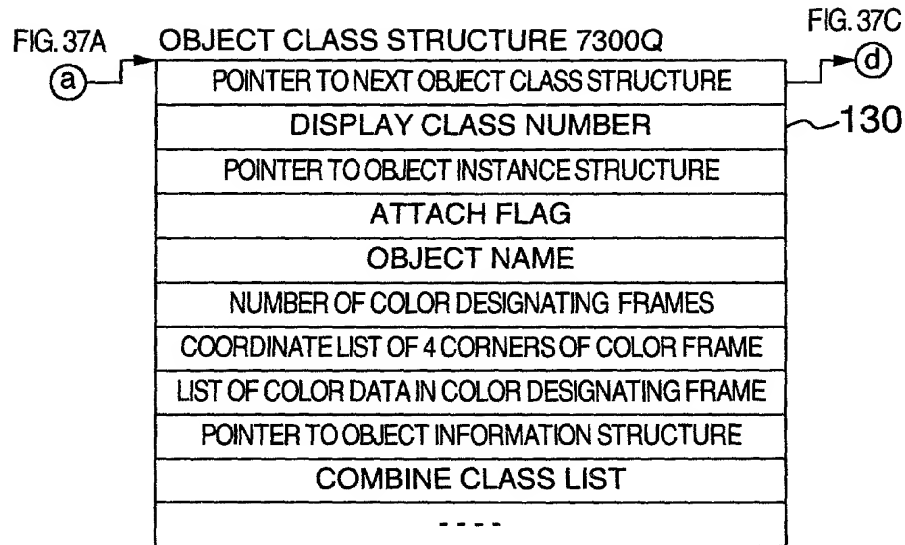 FIG. 37A
FIG. 37C
OBJECT CLASS STRUCTURE 7300Q
a
d
POINTER TO NEXT OBJECT CLASS STRUCTURE
DISPLAY CLASS NUMBER
130
POINTER TO OBJECT INSTANCE STRUCTURE
ATTACH FLAG
OBJECT NAME
NUMBER OF COLOR DESIGNATING FRAMES
COORDINATE LIST OF 4 CORNERS OF COLOR FRAME
LIST OF COLOR DATA IN COLOR DESIGNATING FRAME
POINTER TO OBJECT INFORMATION STRUCTURE
COMBINE CLASS LIST
- - - -